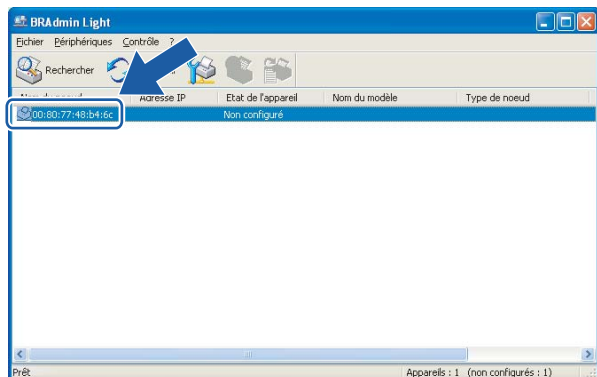 BRAdmin Light
Fichier Périphériques Contrôle ?
Rechercher
Adresse IP Etat de l'appareil Nom du modèle Type de noeud
00:80:77:48:b4:6c Non configuré
Prêt Appareils : 1 (non configurés : 1)